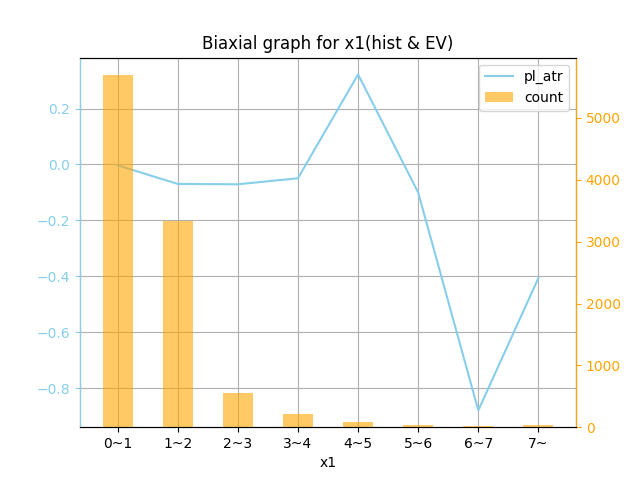 Biaxial graph for x1(hist & EV)
pl_atr
count
0.2
0.0
−0.2
−0.4
−0.6
−0.8
5000
4000
3000
2000
1000
0
0~1 1~2 2~3 3~4 4~5 5~6 6~7 7~
x1